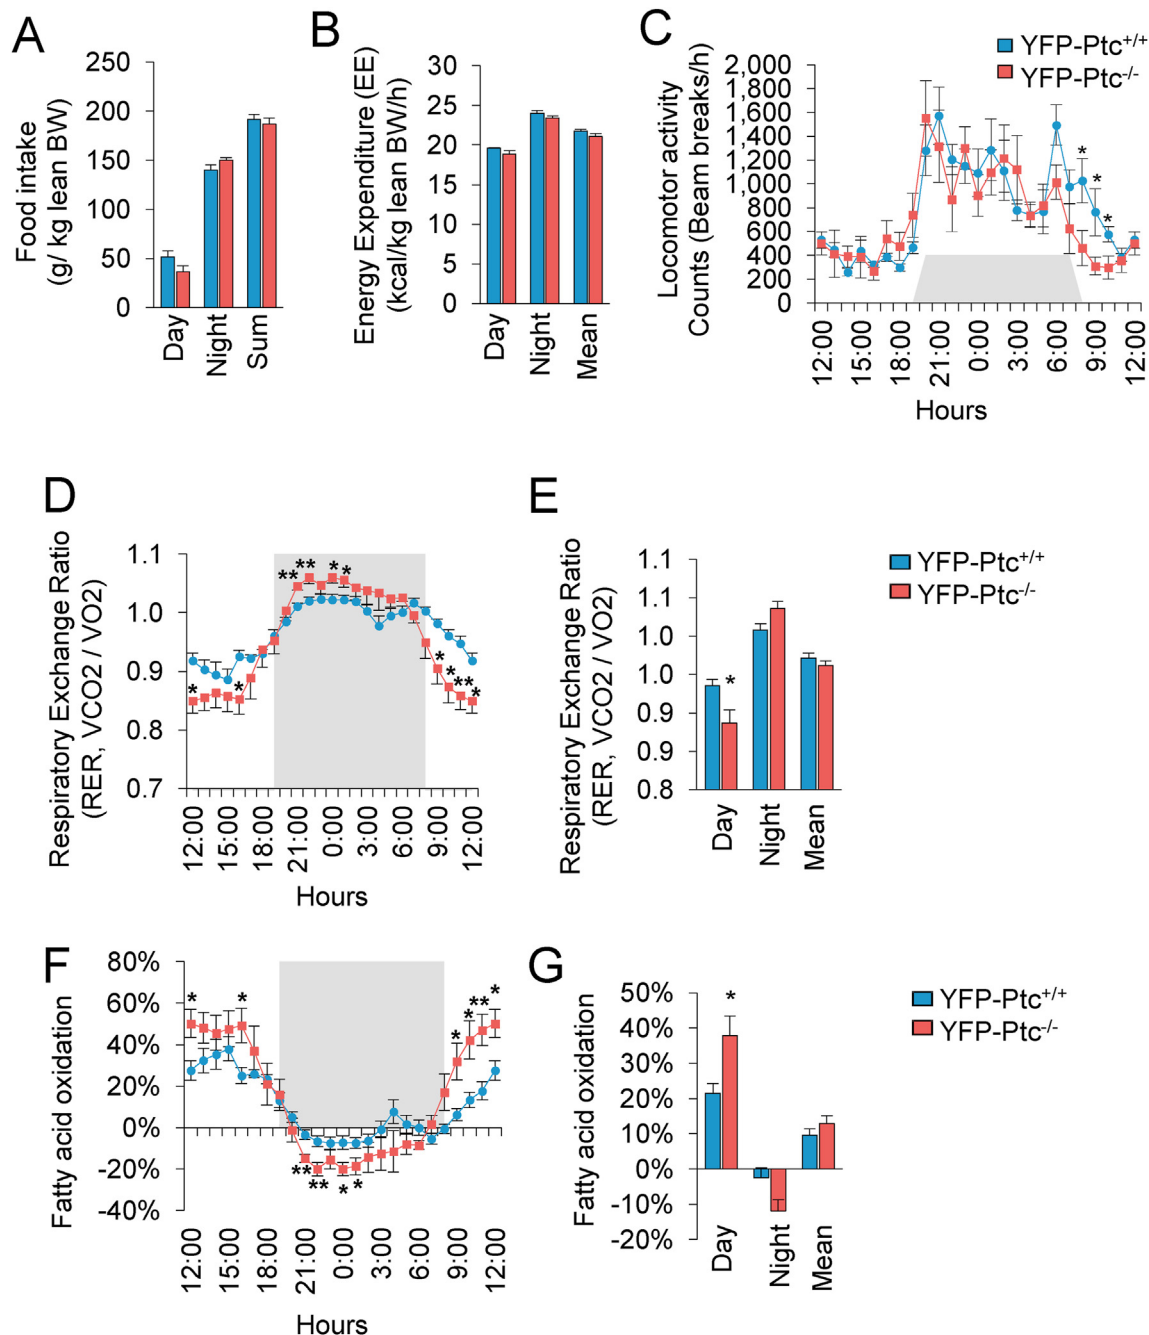 A
Food intake
(g/ kg lean BW)
250
200
150
100
50
0
Day
Night
Sum
B
Energy Expenditure (EE)
(kcal/kg lean BW/h)
30
25
20
15
10
5
0
Day
Night
Mean
C
YFP-Ptc+/+
YFP-Ptc-/-
Locomotor activity
Counts (Beam breaks/h)
2,000
1,800
1,600
1,400
1,200
1,000
800
600
400
200
0
*
*
*
12:00
15:00
18:00
21:00
0:00
3:00
6:00
9:00
12:00
Hours
D
Respiratory Exchange Ratio
(RER, VCO2 / VO2)
1.1
1.0
0.9
0.8
0.7
* * ** ** * * * * ** *
12:00
15:00
18:00
21:00
0:00
3:00
6:00
9:00
12:00
Hours
E
Respiratory Exchange Ratio
(RER, VCO2 / VO2)
1.1
1.1
1.0
1.0
0.9
0.9
0.8
*
Day
Night
Mean
YFP-Ptc+/+
YFP-Ptc-/-
F
Fatty acid oxidation
80%
60%
40%
20%
0%
-20%
-40%
* * ** ** * * * * ** *
12:00
15:00
18:00
21:00
0:00
3:00
6:00
9:00
12:00
Hours
G
Fatty acid oxidation
50%
40%
30%
20%
10%
0%
-10%
-20%
*
Day
Night
Mean
YFP-Ptc+/+
YFP-Ptc-/-